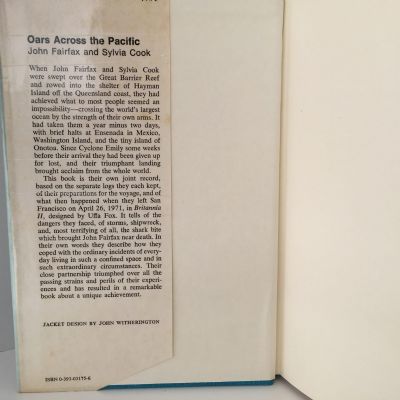 Oars Across the Pacific
John Fairfax and Sylvia Cook
When John Fairfax and Sylvia Cook
were swept over the Great Barrier Reef
and rowed into the shelter of Hayman
Island off the Queensland coast, they had
achieved what to most people seemed an
impossibility—crossing the world's largest
ocean by the strength of their own arms. It
had taken them a year minus two days,
with brief halts at Ensenada in Mexico,
Washington Island, and the tiny island of
Onotoa. Since Cyclone Emily some weeks
before their arrival they had been given up
for lost, and their triumphant landing
brought acclaim from the whole world.
This book is their own joint record,
based on the separate logs they each kept,
of their preparations for the voyage, and of
what then happened when they left San
Francisco on April 26, 1971, in Britannia
II, designed by Uffa Fox. It tells of the
dangers they faced, of storms, shipwreck,
and, most terrifying of all, the shark bite
which brought John Fairfax near death. In
their own words they describe how they
coped with the ordinary incidents of every-
day living in such a confined space and in
such extraordinary circumstances. Their
close partnership triumphed over all the
passing strains and perils of their experi-
ences and has resulted in a remarkable
book about a unique achievement.
JACKET DESIGN BY JOHN WITHERINGTON
ISBN 0-393-03175-6